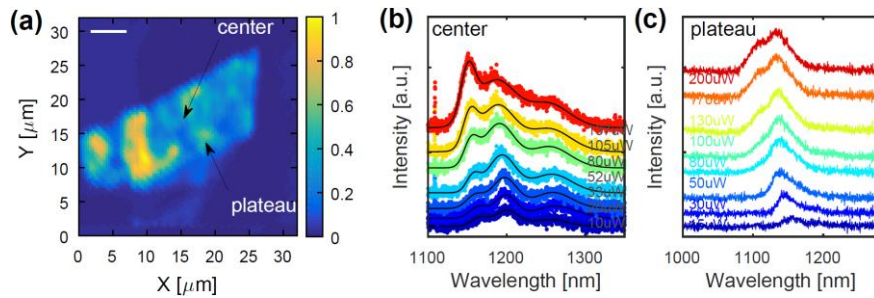 (a)
center
plateau
Y [μm]
30
25
20
15
10
5
0
0 5 10 15 20 25 30
X [μm]
1
0.8
0.6
0.4
0.2
0
(b)
center
Intensity [a.u.]
105uW
80uW
52uW
10uW
1100 1200 1300
Wavelength [nm]
(c)
plateau
Intensity [a.u.]
200uW
130uW
100uW
80uW
50uW
30uW
1000 1100 1200
Wavelength [nm]